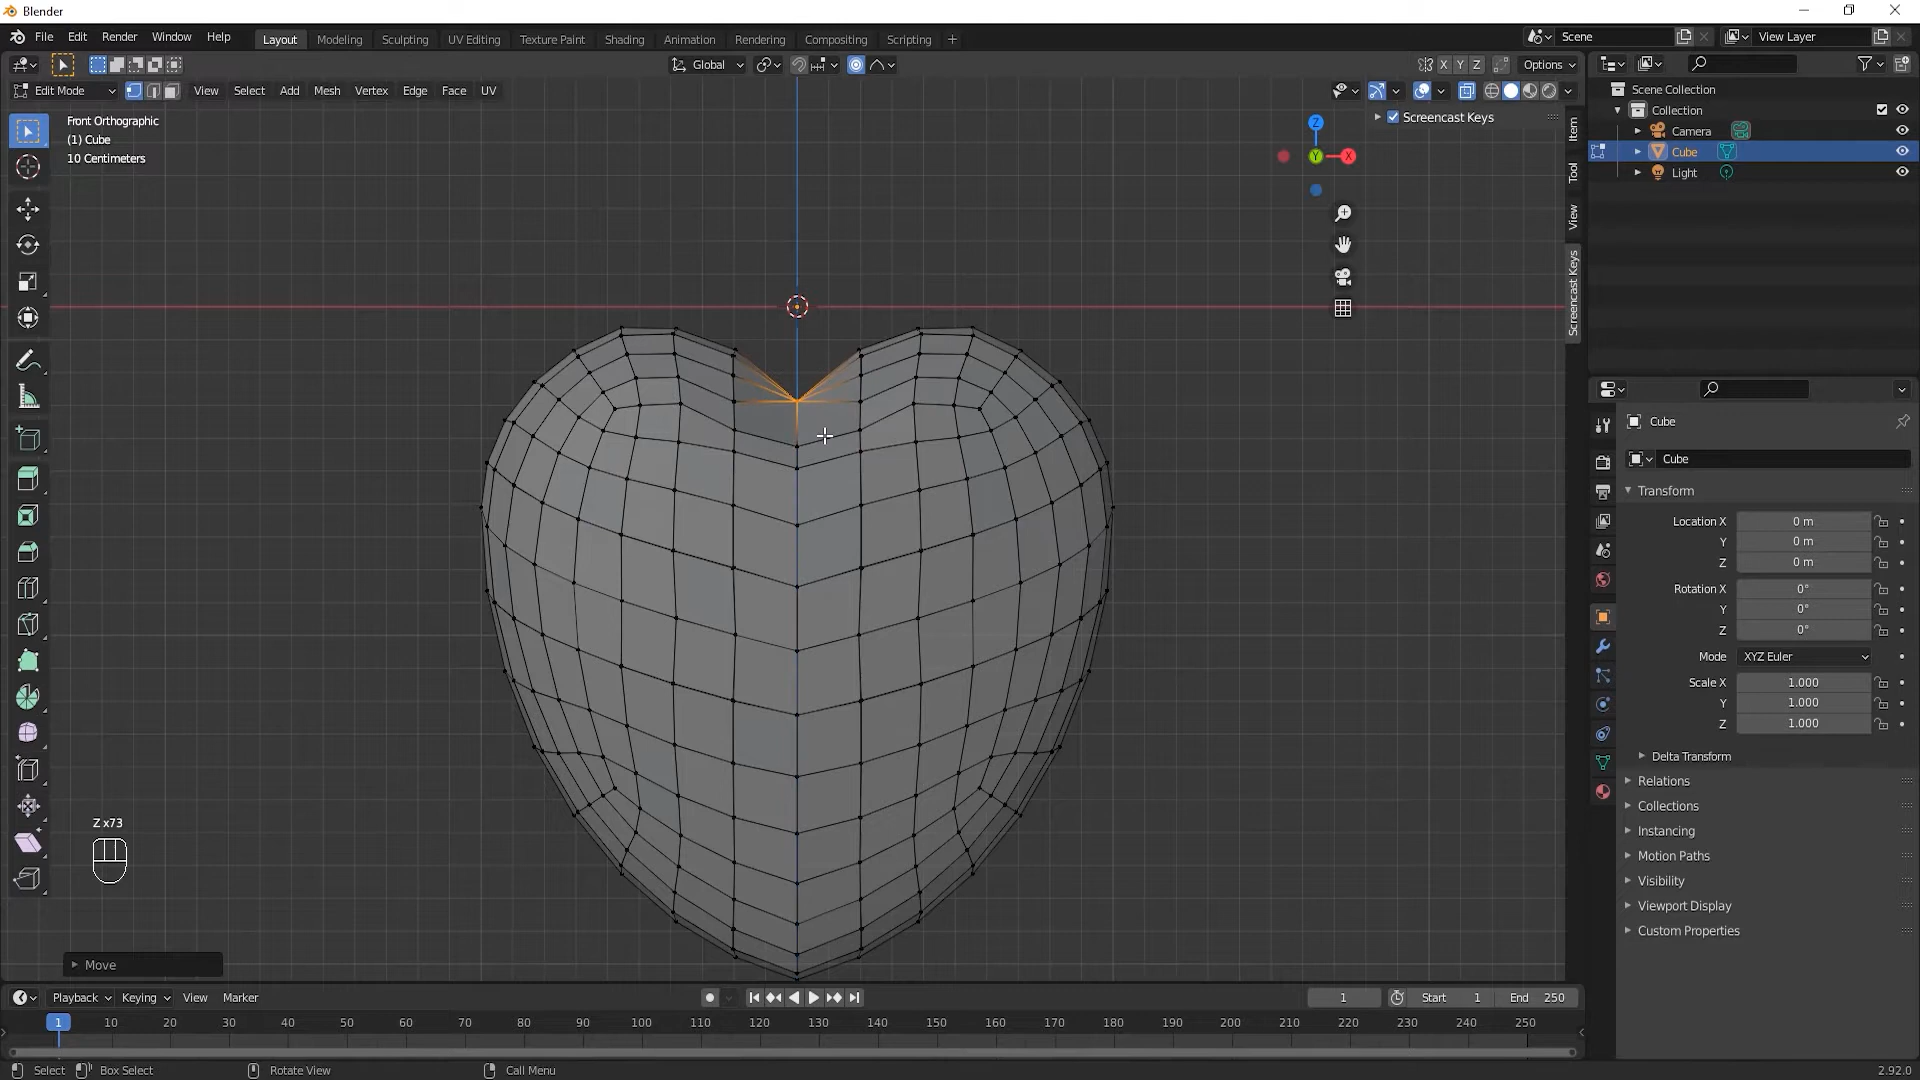 Blender
File Edit Render Window Help
Layout Modeling Sculpting UV Editing Texture Paint Shading Animation Rendering Compositing Scripting +
Scene
View Layer
Global
X Y Z
Options
Edit Mode
View Select Add Mesh Vertex Edge Face UV
Front Orthographic
(1) Cube
10 Centimeters
Screencast Keys
Z
Y
X
Item
Tool
View
Screencast Keys
Scene Collection
Collection
Camera
Cube
Light
Cube
Cube
Transform
Location X 0 m
Y 0 m
Z 0 m
Rotation X 0°
Y 0°
Z 0°
Mode XYZ Euler
Scale X 1.000
Y 1.000
Z 1.000
Delta Transform
Relations
Collections
Instancing
Motion Paths
Visibility
Viewport Display
Custom Properties
Z x73
Move
Playback Keying View Marker
1 Start 1 End 250
1 10 20 30 40 50 60 70 80 90 100 110 120 130 140 150 160 170 180 190 200 210 220 230 240 250
Select Box Select Rotate View Call Menu 2.92.0